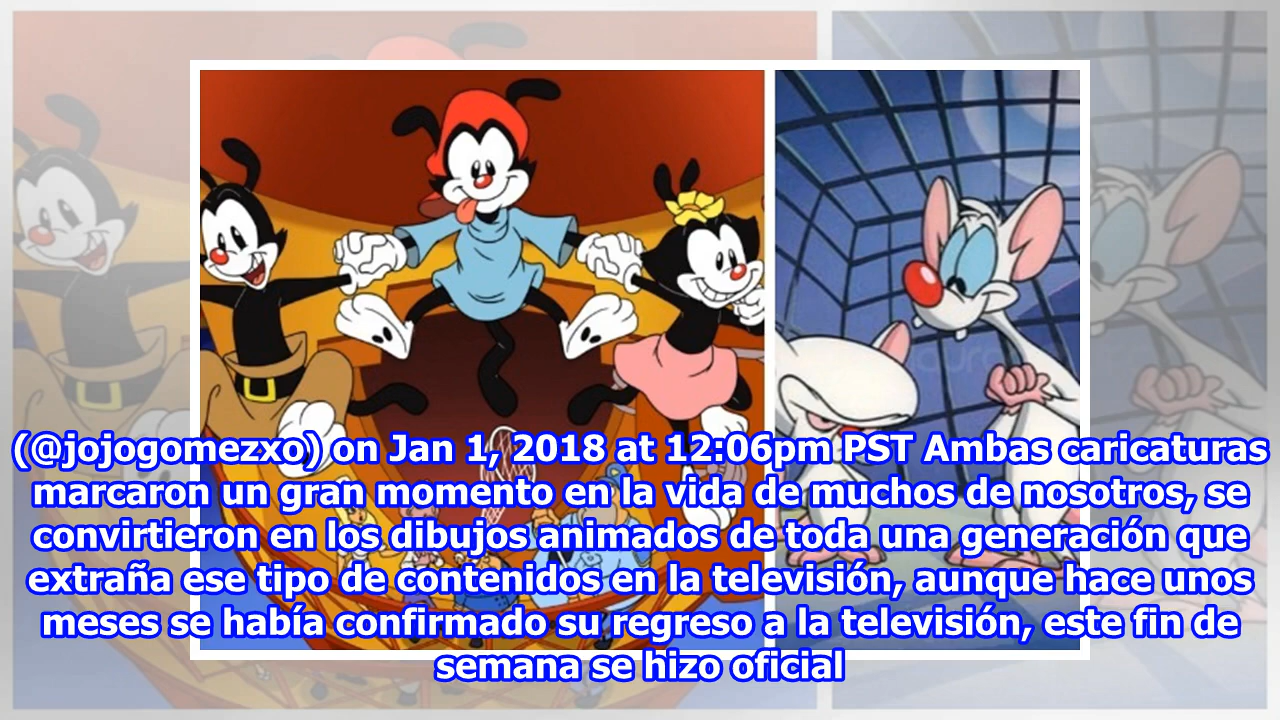 (@jojogomezxo) on Jan 1, 2018 at 12:06pm PST Ambas caricaturas
marcaron un gran momento en la vida de muchos de nosotros, se
convirtieron en los dibujos animados de toda una generación que
extraña ese tipo de contenidos en la televisión, aunque hace unos
meses se había confirmado su regreso a la televisión, este fin de
semana se hizo oficial